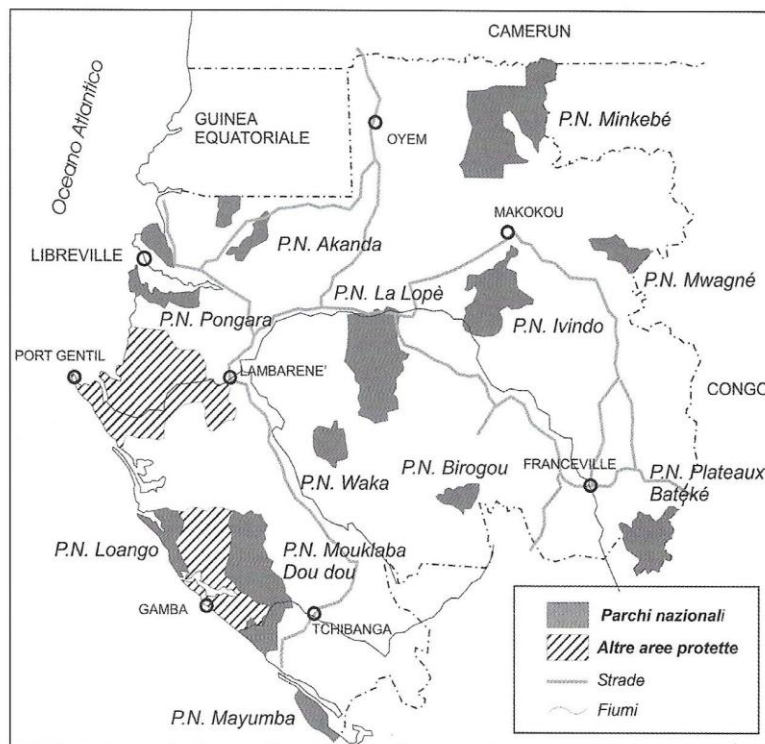 CAMERUN
Oceano Atlantico
GUINEA
EQUATORIALE
OYEM
P.N. Minkebé
MAKOKOU
P.N. Akanda
LIBREVILLE
P.N. Mwagné
P.N. La Lopè
P.N. Ivindo
P.N. Pongara
PORT GENTIL
LAMBARENE'
CONGO
P.N. Birogou
FRANCEVILLE
P.N. Waka
P.N. Plateaux
Batéké
P.N. Loango
P.N. Mouklaba
Dou dou
GAMBA
TCHIBANGA
P.N. Mayumba
Parchi nazionali
Altre aree protette
Strade
Fiumi